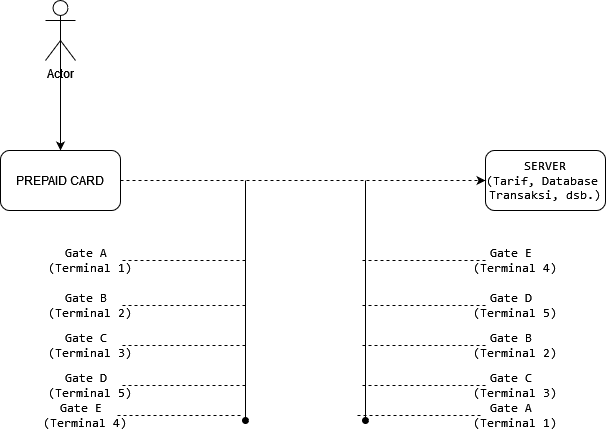 Actor
PREPAID CARD
SERVER
(Tarif, Database
Transaksi, dsb.)
Gate A
(Terminal 1)
Gate B
(Terminal 2)
Gate C
(Terminal 3)
Gate D
(Terminal 5)
Gate E
(Terminal 4)
Gate E
(Terminal 4)
Gate D
(Terminal 5)
Gate B
(Terminal 2)
Gate C
(Terminal 3)
Gate A
(Terminal 1)